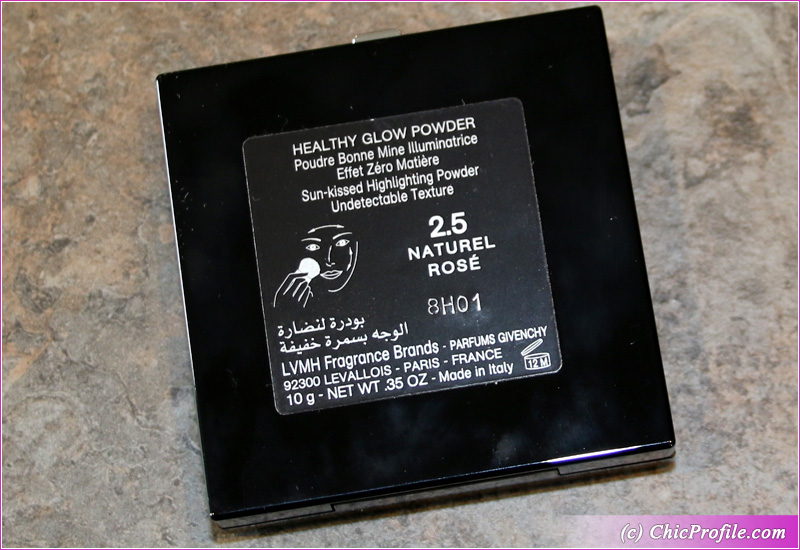 HEALTHY GLOW POWDER
Poudre Bonne Mine Illuminatrice
Effet Zéro Matière
Sun-kissed Highlighting Powder
Undetectable Texture
2.5
NATUREL
ROSÉ
8H01
بودرة لنضارة
الوجه بسمرة خفيفة
LVMH Fragrance Brands - PARFUMS GIVENCHY
92300 LEVALLOIS - PARIS - FRANCE
10 g - NET WT .35 OZ - Made in Italy
12 M
(c) ChicProfile.com